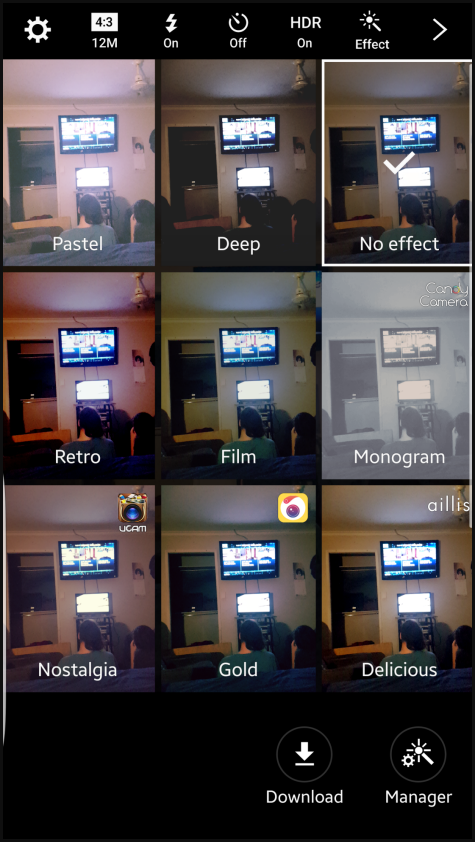 4:3
12M
On
Off
HDR
On
Effect
Pastel
Deep
No effect
Candy
Camera
Retro
Film
Monogram
UCAM
aillis
Nostalgia
Gold
Delicious
Download
Manager